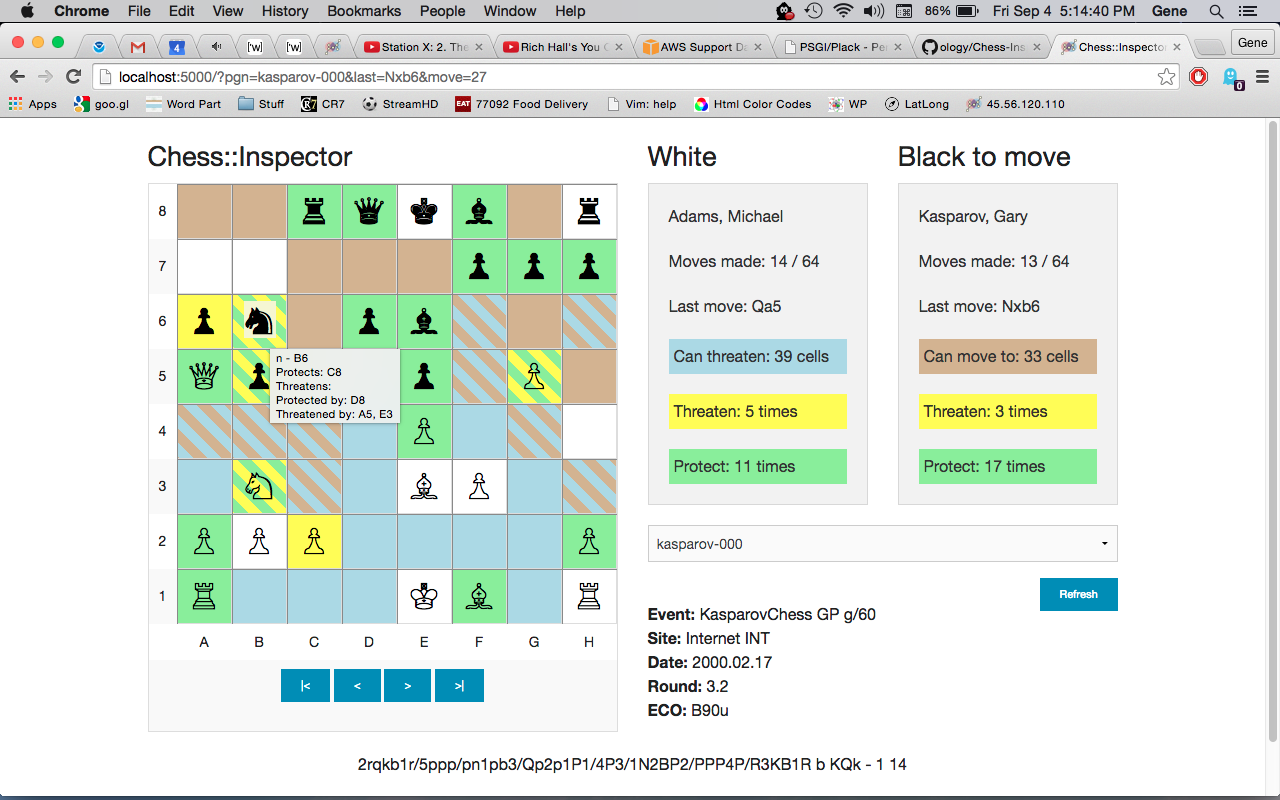 Chrome File Edit View History Bookmarks People Window Help 86% Fri Sep 4 5:14:40 PM Gene
4 [w] [w] Station X: 2. The Rich Hall's You AWS Support Da PSGI/Plack - Pe ology/Chess-Ins Chess::Inspector Gene
localhost:5000/?pgn=kasparov-000&last=Nxb6&move=27 0
Apps goo.gl Word Part Stuff R7 CR7 StreamHD EAT 77092 Food Delivery Vim: help Html Color Codes WP LatLong 45.56.120.110
Chess::Inspector
8
7
6
5
4
3
2
1
A B C D E F G H
n - B6
Protects: C8
Threatens:
Protected by: D8
Threatened by: A5, E3
|< < > >|
White
Adams, Michael
Moves made: 14 / 64
Last move: Qa5
Can threaten: 39 cells
Threaten: 5 times
Protect: 11 times
Black to move
Kasparov, Gary
Moves made: 13 / 64
Last move: Nxb6
Can move to: 33 cells
Threaten: 3 times
Protect: 17 times
kasparov-000
Refresh
Event: KasparovChess GP g/60
Site: Internet INT
Date: 2000.02.17
Round: 3.2
ECO: B90u
2rqkb1r/5ppp/pn1pb3/Qp2p1P1/4P3/1N2BP2/PPP4P/R3KB1R b KQk - 1 14